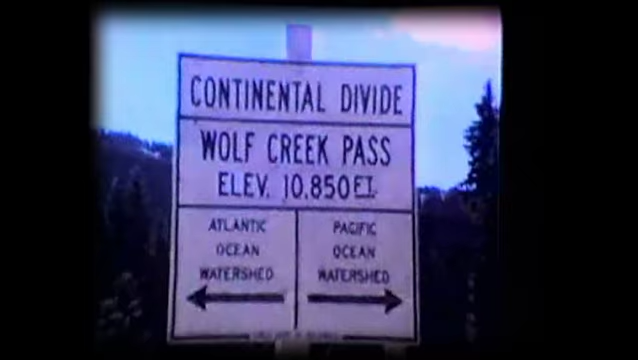 CONTINENTAL DIVIDE
WOLF CREEK PASS
ELEV. 10,850 FT.
ATLANTIC
OCEAN
WATERSHED
PACIFIC
OCEAN
WATERSHED